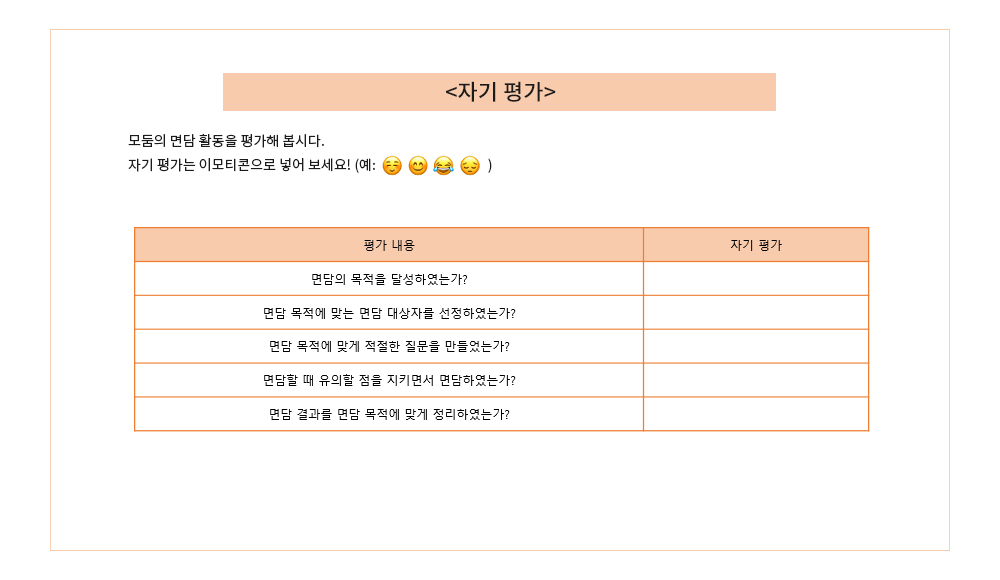 <자기 평가>
모둠의 면담 활동을 평가해 봅시다.
자기 평가는 이모티콘으로 넣어 보세요! (예: ☺️ 😊 😂 😔 )
평가 내용 자기 평가
면담의 목적을 달성하였는가?
면담 목적에 맞는 면담 대상자를 선정하였는가?
면담 목적에 맞게 적절한 질문을 만들었는가?
면담할 때 유의할 점을 지키면서 면담하였는가?
면담 결과를 면담 목적에 맞게 정리하였는가?